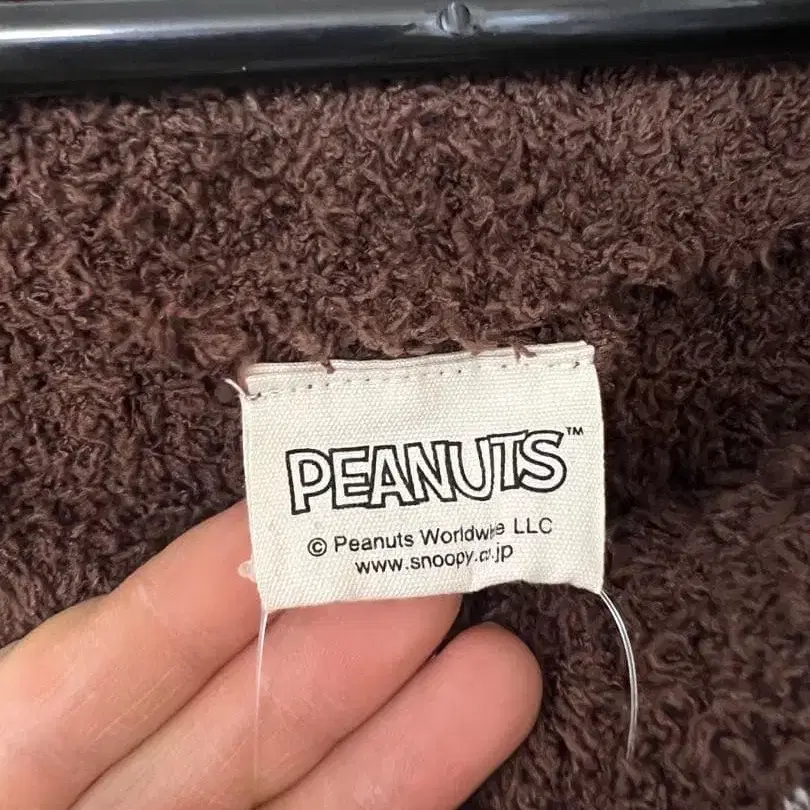 PEANUTS™
© Peanuts Worldwide LLC
www.snoopy.co.jp